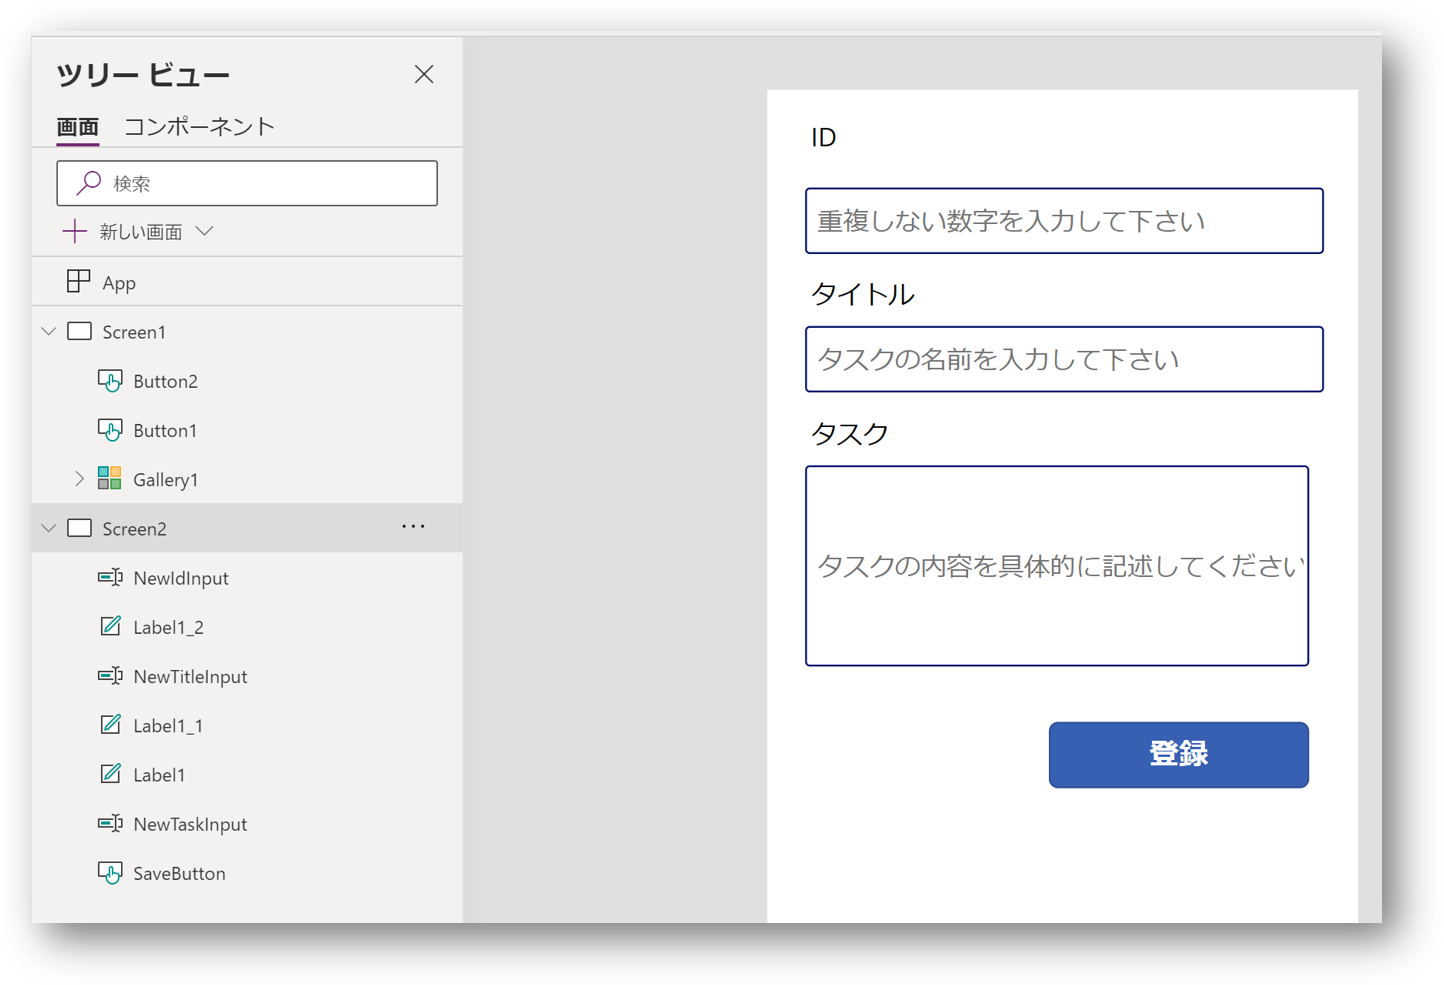 ツリー ビュー
画面 コンポーネント
検索
新しい画面
App
Screen1
Button2
Button1
Gallery1
Screen2
NewIdInput
Label1_2
NewTitleInput
Label1_1
Label1
NewTaskInput
SaveButton
ID
重複しない数字を入力して下さい
タイトル
タスクの名前を入力して下さい
タスク
タスクの内容を具体的に記述してください
登録